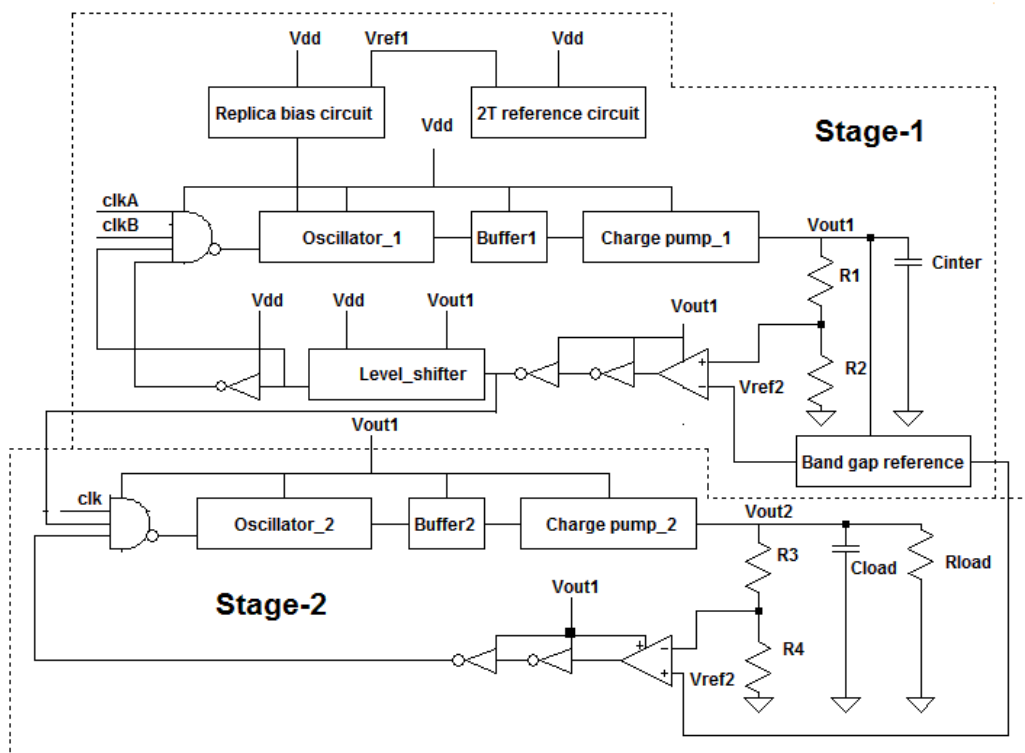 Vdd Vref1 Vdd
Replica bias circuit 2T reference circuit
Vdd
Stage-1
clkA
clkB
Oscillator_1 Buffer1 Charge pump_1
Vout1
R1 Cinter
Vdd Vdd Vout1 Vout1
Level_shifter
+
−
Vref2
R2
Vout1
Band gap reference
clk
Oscillator_2 Buffer2 Charge pump_2
Vout2
R3 Cload Rload
Stage-2
Vout1
+
−
+
Vref2
R4